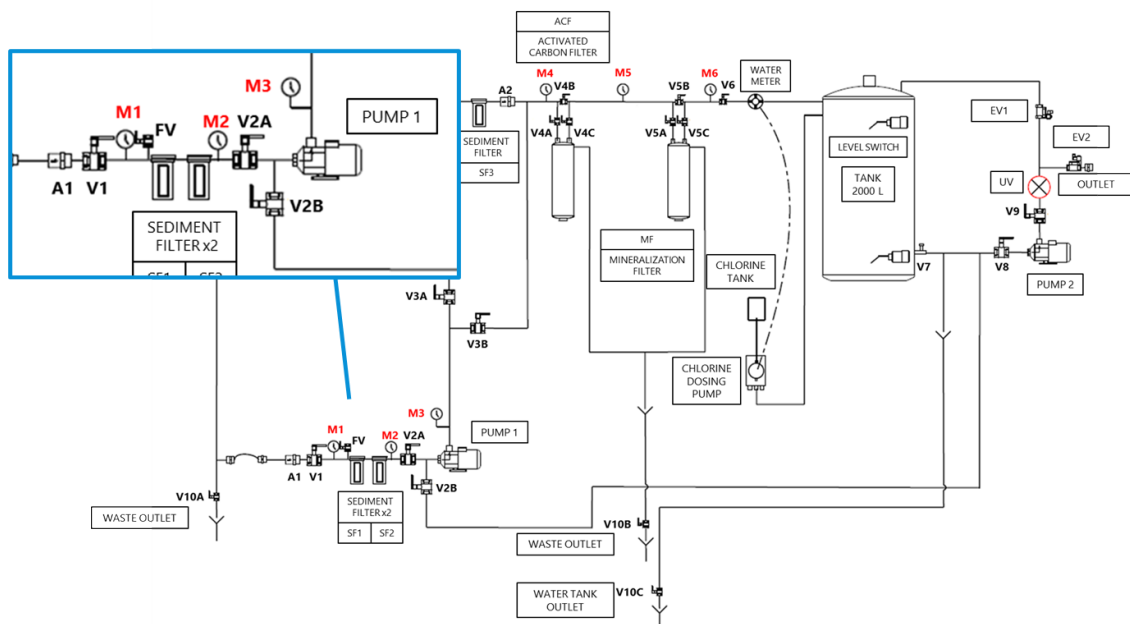 ACF
ACTIVATED
CARBON FILTER
M3
PUMP 1
M1
FV
M2
V2A
A1
V1
V2B
SEDIMENT
FILTER x2
A2
M4
V4B
M5
V5B
M6
V6
WATER
METER
V4A
V4C
V5A
V5C
SEDIMENT
FILTER
SF3
LEVEL SWITCH
TANK
2000 L
EV1
EV2
UV
OUTLET
V9
MF
MINERALIZATION
FILTER
CHLORINE
TANK
V7
V8
PUMP 2
V3A
V3B
CHLORINE
DOSING
PUMP
M3
M1
FV
M2
V2A
PUMP 1
A1
V1
V2B
SEDIMENT
FILTER x2
SF1
SF2
V10A
WASTE OUTLET
V10B
WASTE OUTLET
V10C
WATER TANK
OUTLET